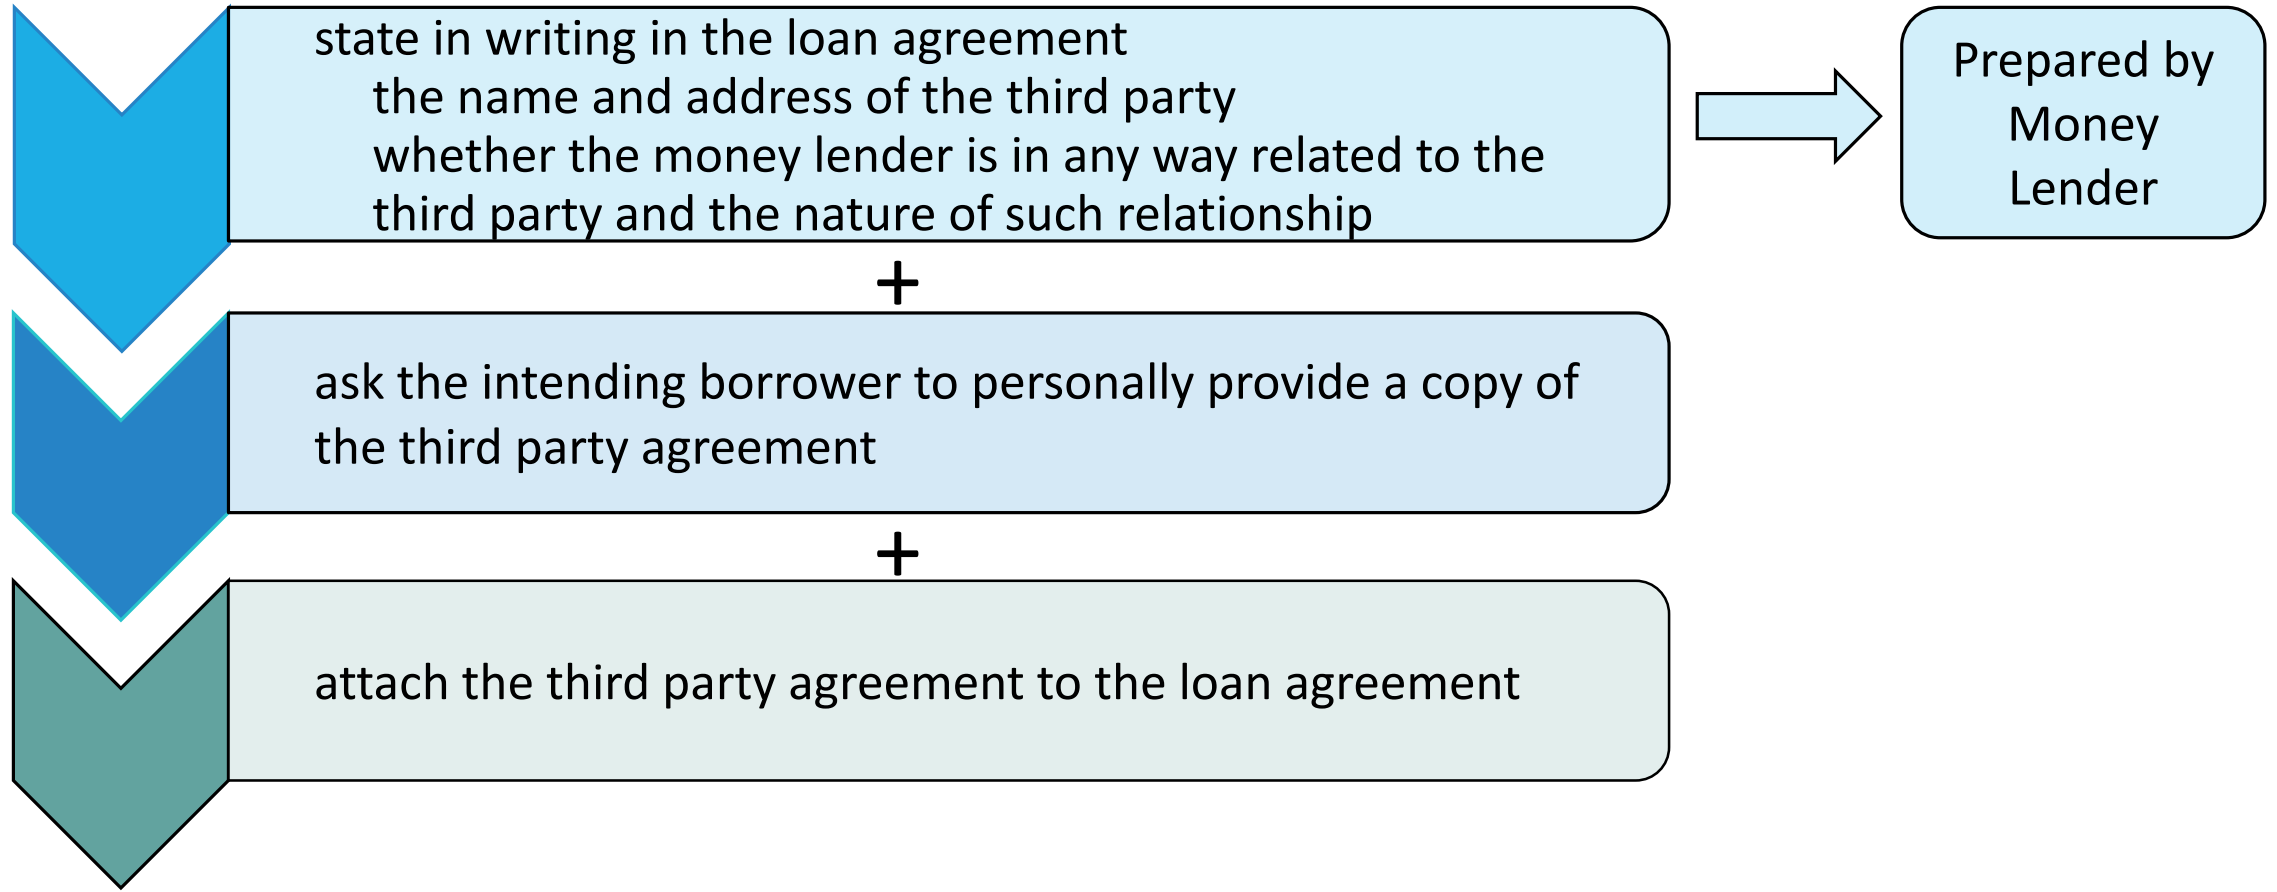 state in writing in the loan agreement
the name and address of the third party
whether the money lender is in any way related to the
third party and the nature of such relationship
Prepared by
Money
Lender
+
ask the intending borrower to personally provide a copy of
the third party agreement
+
attach the third party agreement to the loan agreement